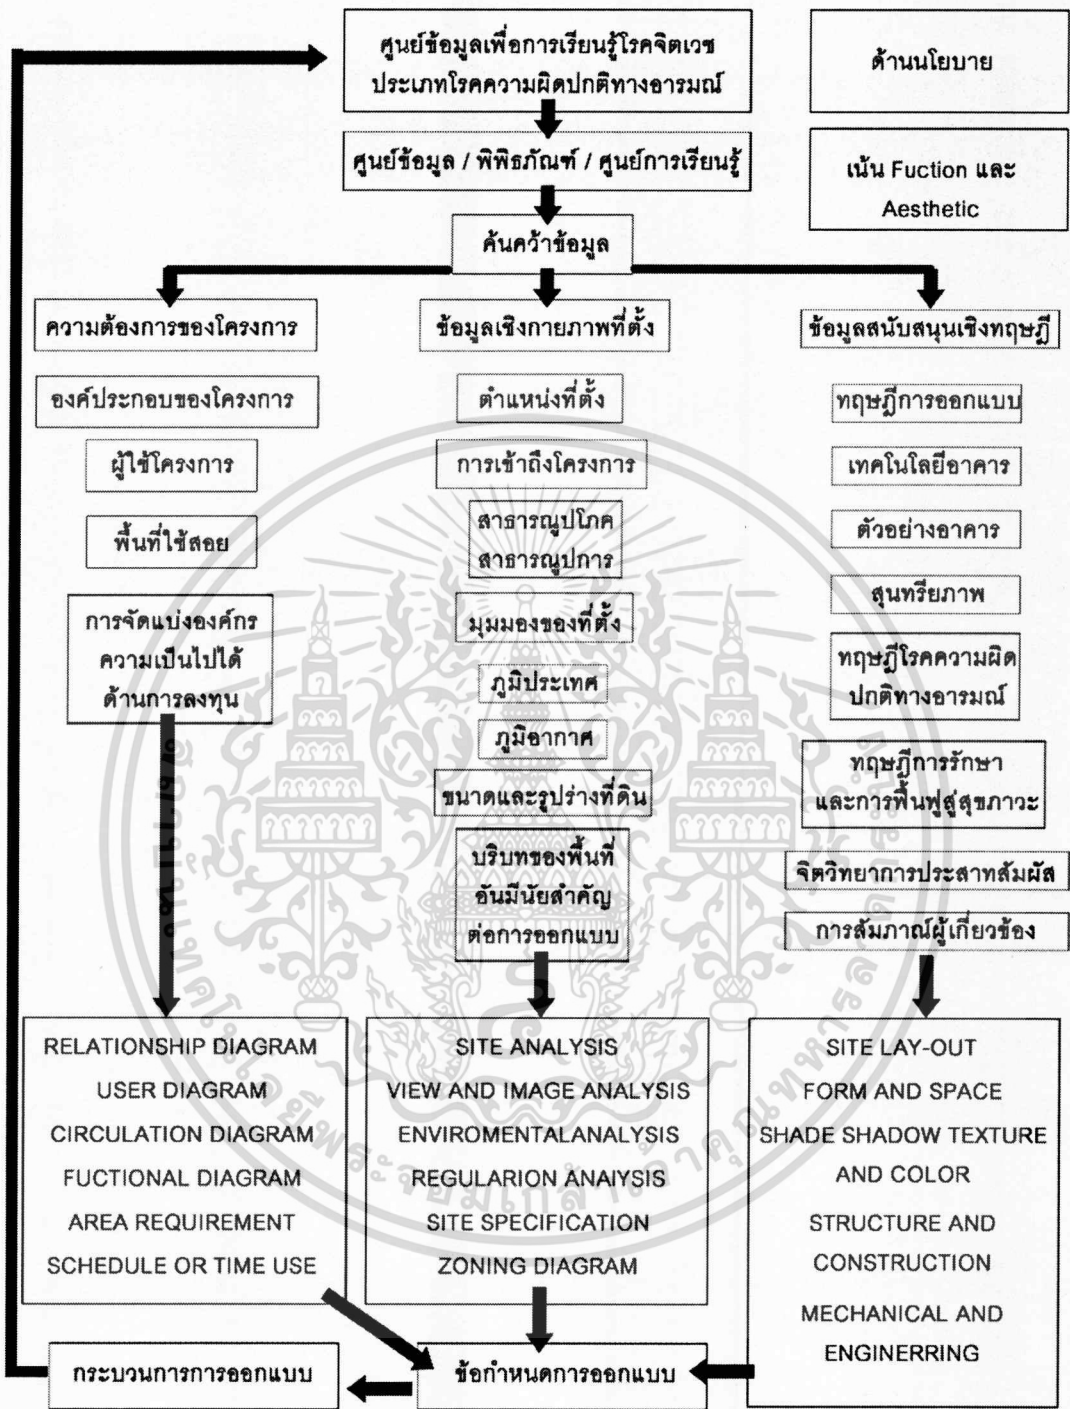 ศูนย์ข้อมูลเพื่อการเรียนรู้โรคจิตเวช
ประเภทโรคความผิดปกติทางอารมณ์
ด้านนโยบาย
ศูนย์ข้อมูล / พิพิธภัณฑ์ / ศูนย์การเรียนรู้
เน้น Fuction และ
Aesthetic
ค้นคว้าข้อมูล
ความต้องการของโครงการ
องค์ประกอบของโครงการ
ผู้ใช้โครงการ
พื้นที่ใช้สอย
การจัดแบ่งองค์กร
ความเป็นไปได้
ด้านการลงทุน
ข้อมูลเชิงกายภาพที่ตั้ง
ตำแหน่งที่ตั้ง
การเข้าถึงโครงการ
สาธารณูปโภค
สาธารณูปการ
มุมมองของที่ตั้ง
ภูมิประเทศ
ภูมิอากาศ
ขนาดและรูปร่างที่ดิน
บริบทของพื้นที่
อันมีนัยสำคัญ
ต่อการออกแบบ
ข้อมูลสนับสนุนเชิงทฤษฎี
ทฤษฎีการออกแบบ
เทคโนโลยีอาคาร
ตัวอย่างอาคาร
สุนทรียภาพ
ทฤษฎีโรคความผิด
ปกติทางอารมณ์
ทฤษฎีการรักษา
และการฟื้นฟูสู่สุขภาวะ
จิตวิทยาการประสาทสัมผัส
การสัมภาณ์ผู้เกี่ยวข้อง
RELATIONSHIP DIAGRAM
USER DIAGRAM
CIRCULATION DIAGRAM
FUCTIONAL DIAGRAM
AREA REQUIREMENT
SCHEDULE OR TIME USE
SITE ANALYSIS
VIEW AND IMAGE ANALYSIS
ENVIROMENTALANALYSIS
REGULARION ANAIYSIS
SITE SPECIFICATION
ZONING DIAGRAM
SITE LAY-OUT
FORM AND SPACE
SHADE SHADOW TEXTURE
AND COLOR
STRUCTURE AND
CONSTRUCTION
MECHANICAL AND
ENGINERRING
กระบวนการการออกแบบ
ข้อกำหนดการออกแบบ